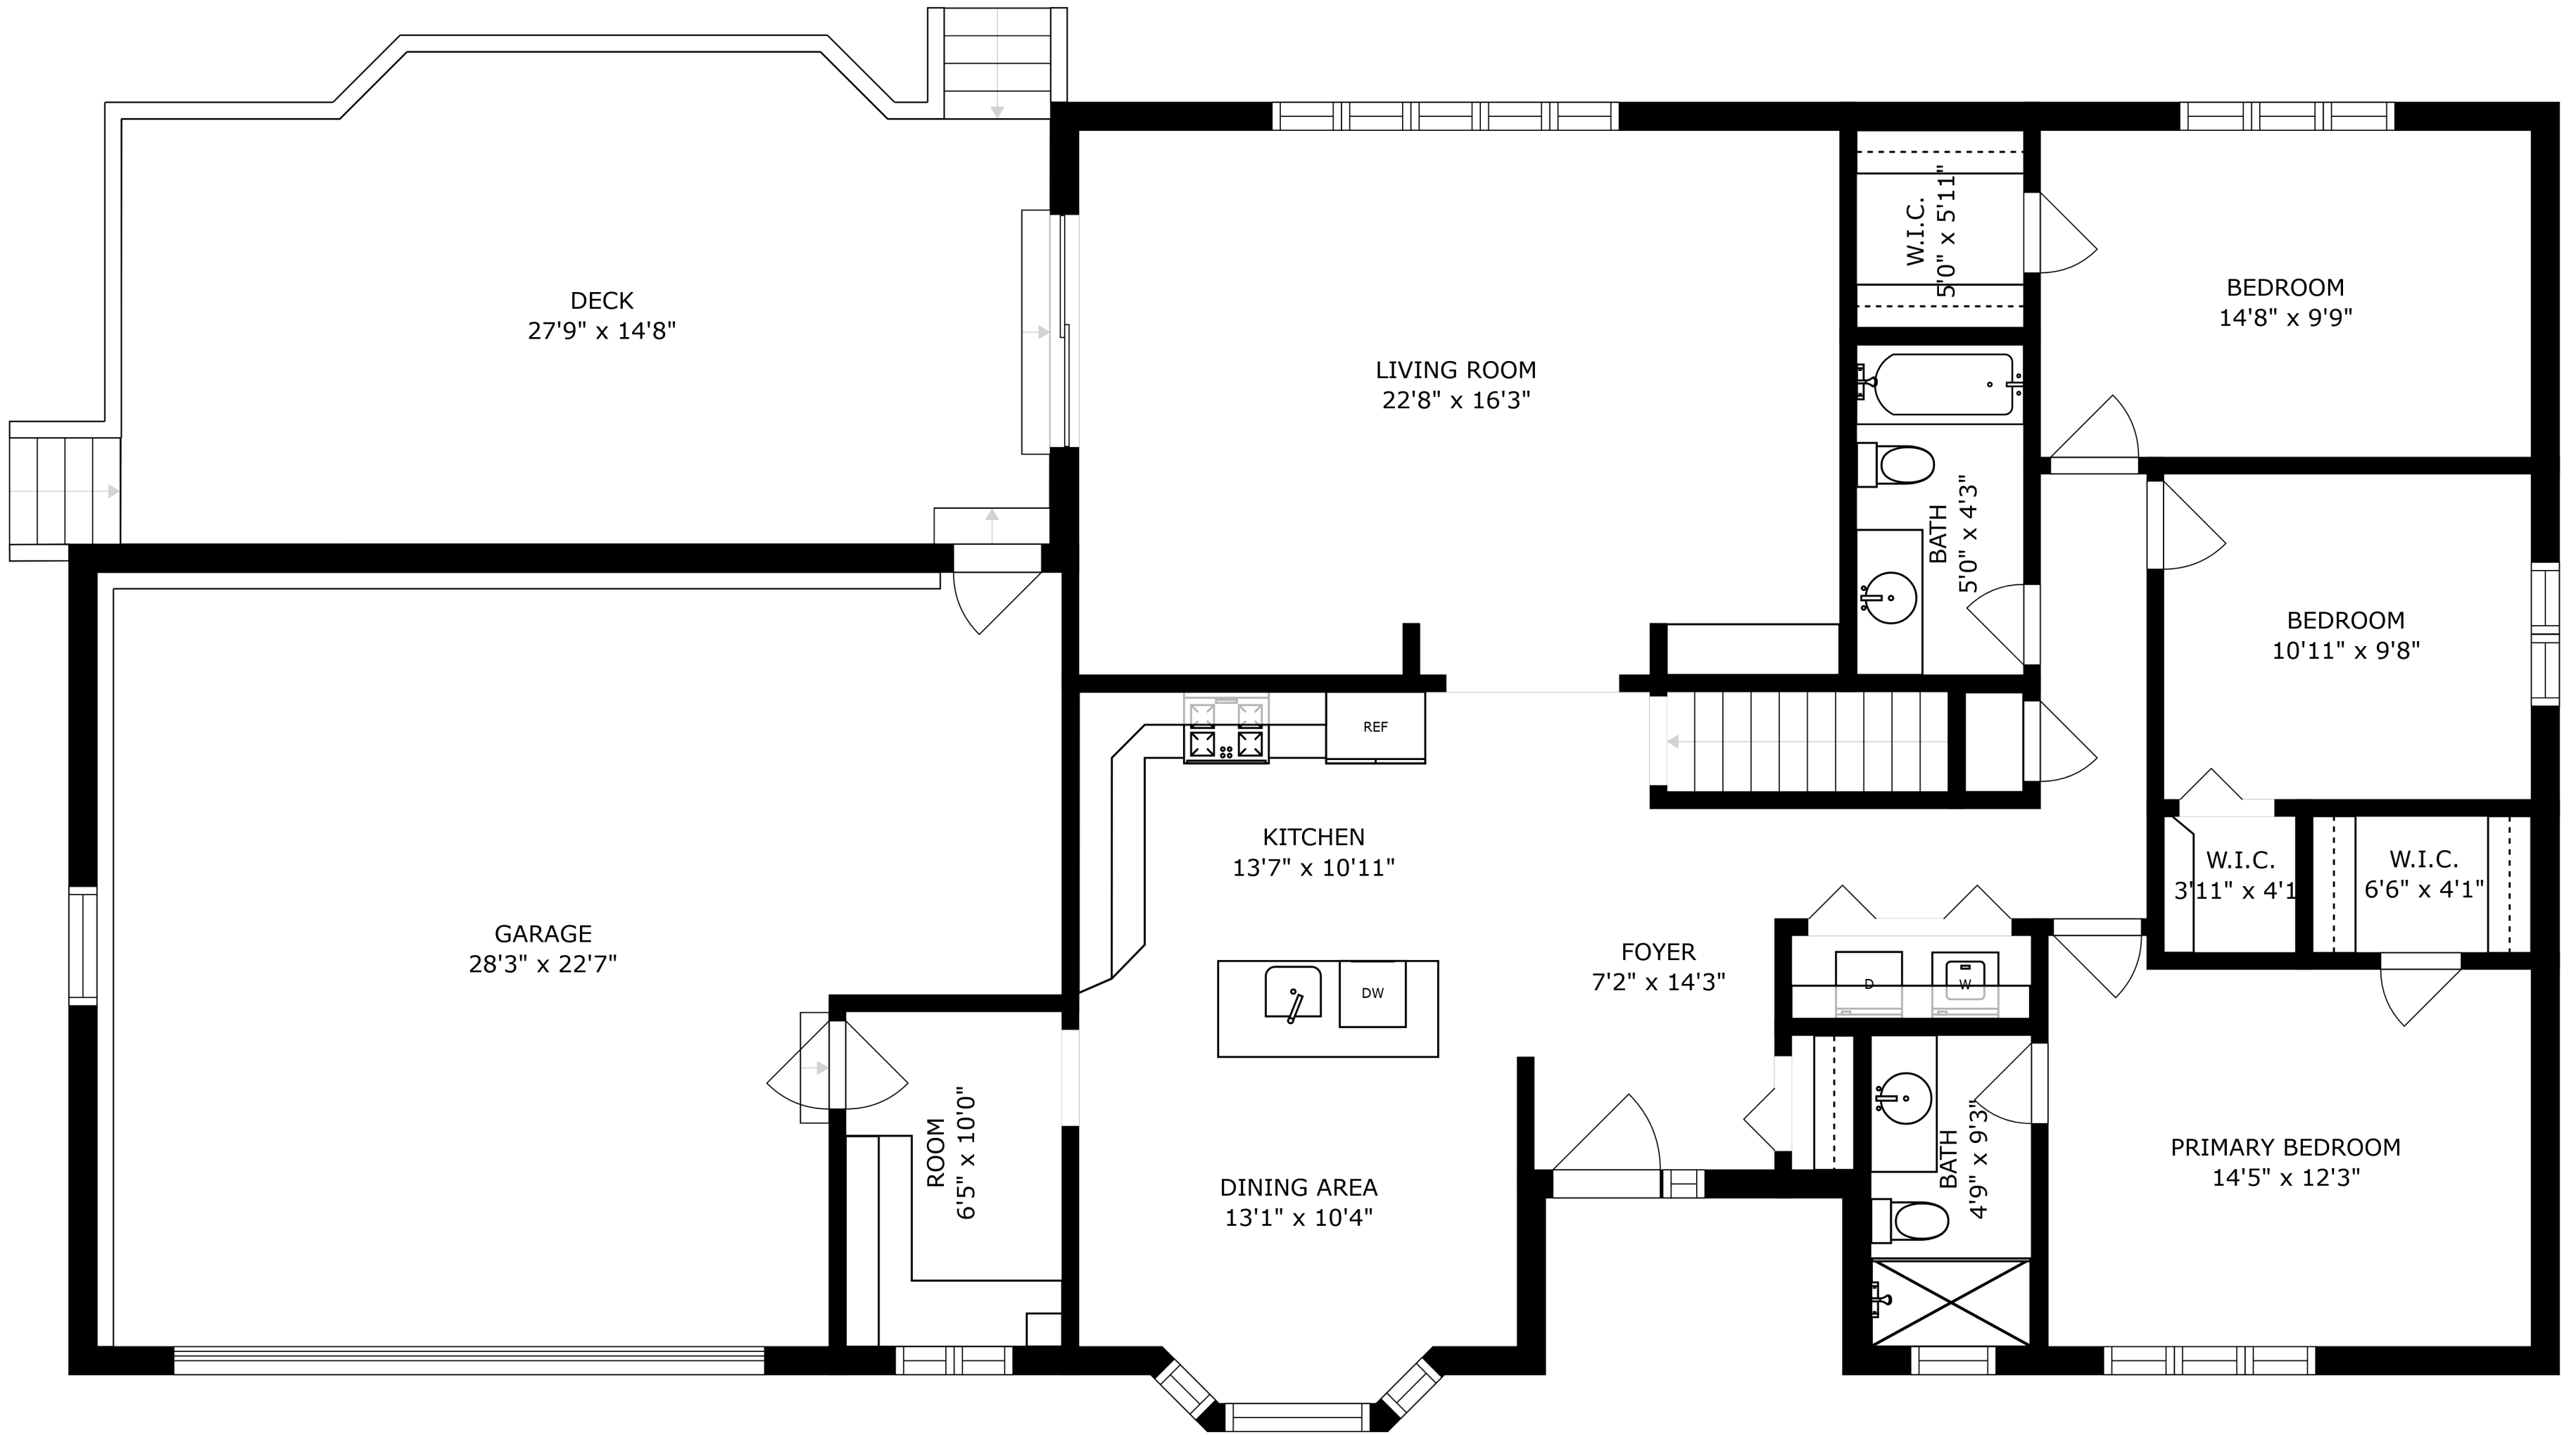 DECK
27'9" x 14'8"
LIVING ROOM
22'8" x 16'3"
W.I.C.
5'0" x 5'11"
BEDROOM
14'8" x 9'9"
BATH
5'0" x 4'3"
BEDROOM
10'11" x 9'8"
REF
KITCHEN
13'7" x 10'11"
W.I.C.
3'11" x 4'1
W.I.C.
6'6" x 4'1"
GARAGE
28'3" x 22'7"
FOYER
7'2" x 14'3"
DW
D
W
ROOM
6'5" x 10'0"
DINING AREA
13'1" x 10'4"
BATH
4'9" x 9'3"
PRIMARY BEDROOM
14'5" x 12'3"